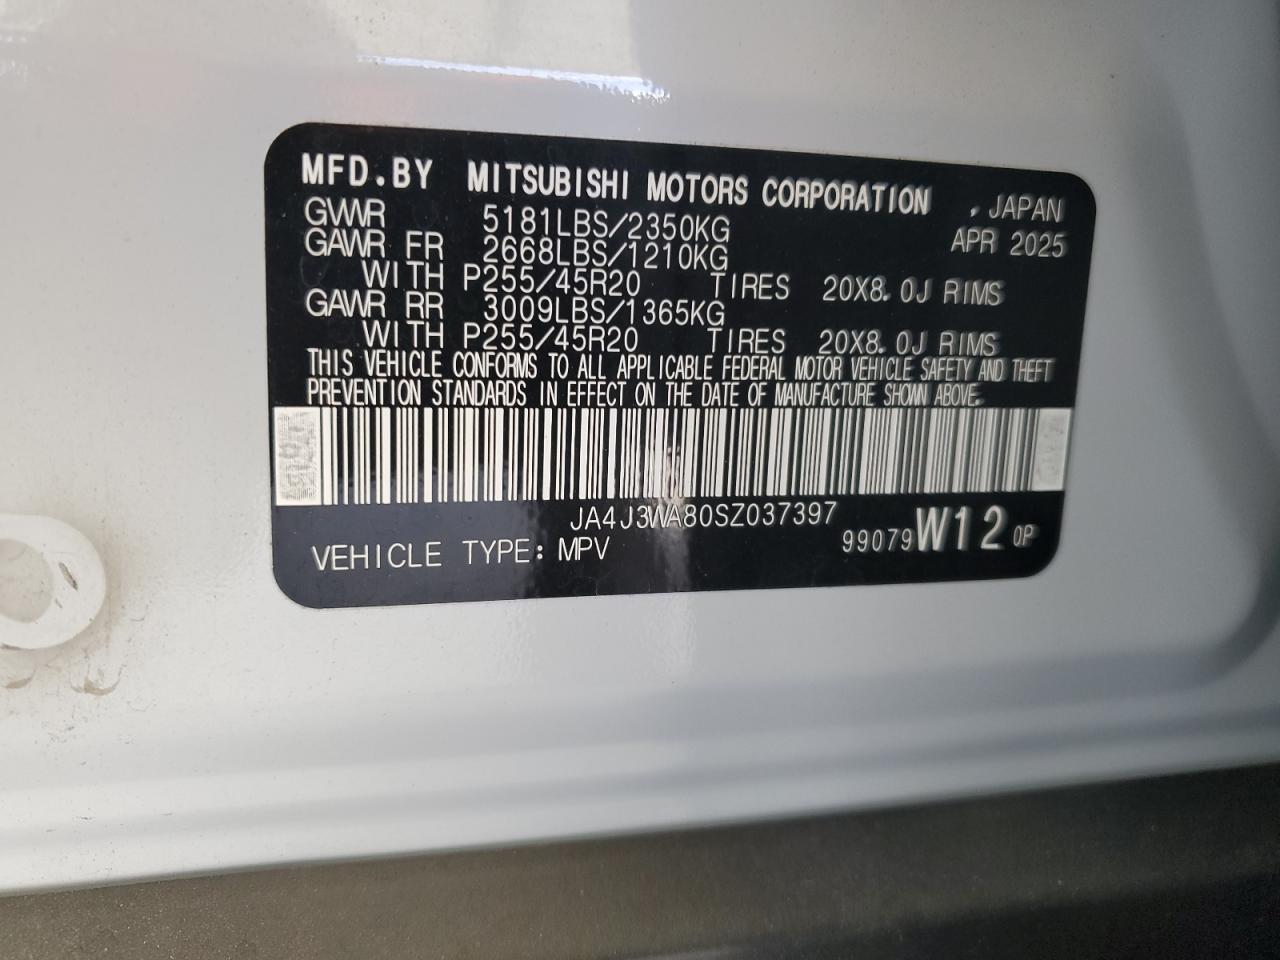 MFD.BY MITSUBISHI MOTORS CORPORATION , JAPAN
GVWR 5181LBS/2350KG APR 2025
GAWR FR 2668LBS/1210KG
WITH P255/45R20 TIRES 20X8.0J RIMS
GAWR RR 3009LBS/1365KG
WITH P255/45R20 TIRES 20X8.0J RIMS
THIS VEHICLE CONFORMS TO ALL APPLICABLE FEDERAL MOTOR VEHICLE SAFETY AND THEFT
PREVENTION STANDARDS IN EFFECT ON THE DATE OF MANUFACTURE SHOWN ABOVE.
JA4J3WA80SZ037397
VEHICLE TYPE: MPV 99079 W12 0P